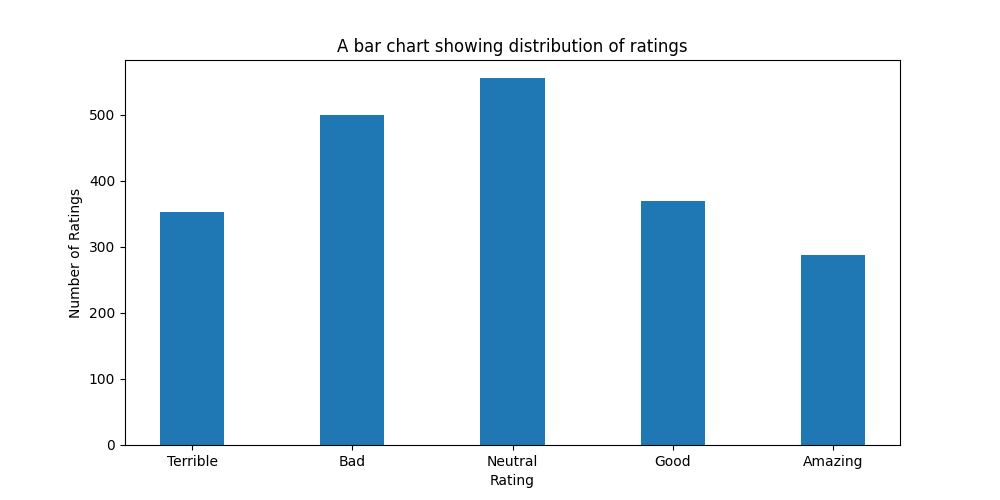 A bar chart showing distribution of ratings
Number of Ratings
500
400
300
200
100
0
Terrible Bad Neutral Good Amazing
Rating